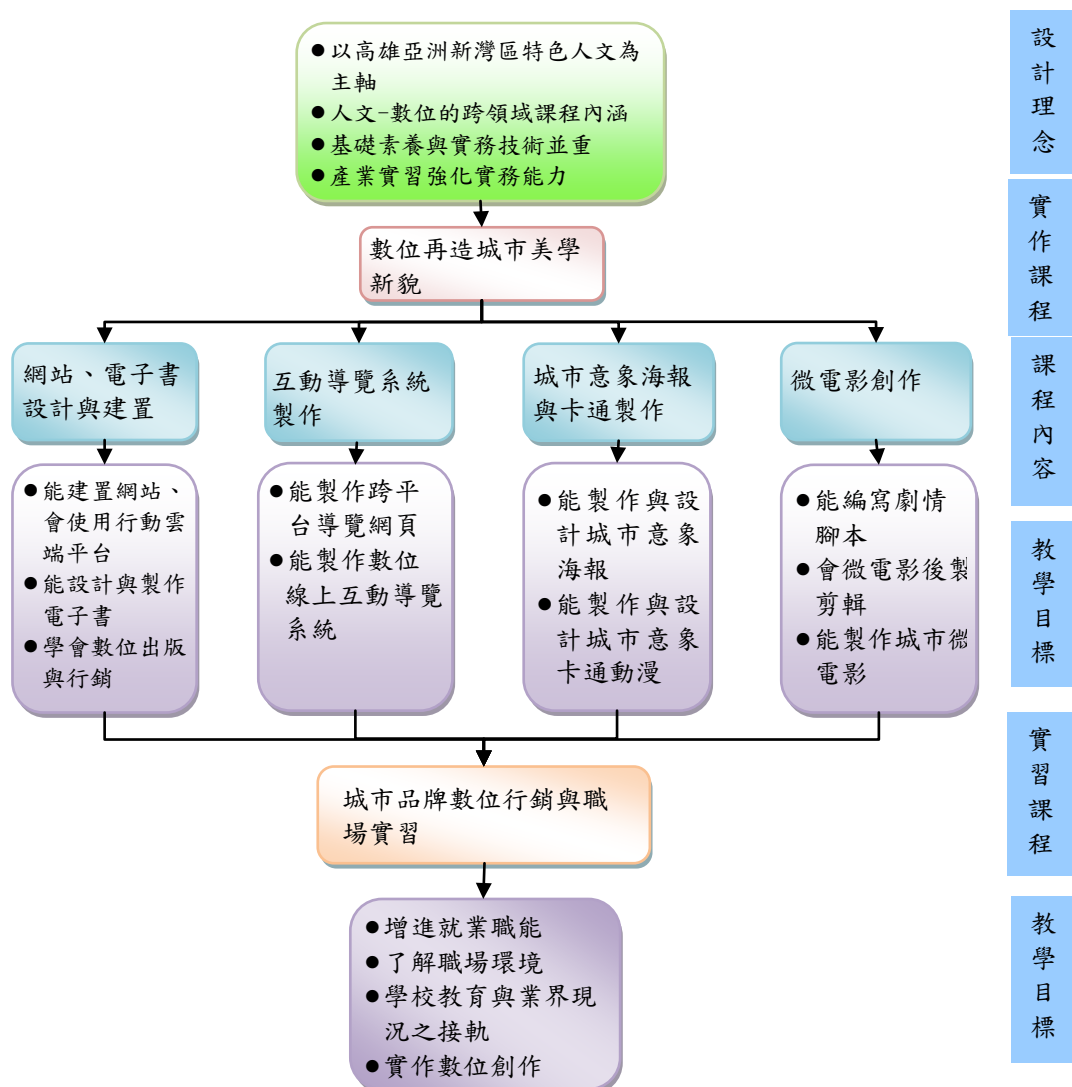 ●以高雄亞洲新灣區特色人文為
主軸
●人文-數位的跨領域課程內涵
●基礎素養與實務技術並重
●產業實習強化實務能力
設計理念
數位再造城市美學
新貌
實作課程
網站、電子書
設計與建置
互動導覽系統
製作
城市意象海報
與卡通製作
微電影創作
課程內容
●能建置網站、
會使用行動雲
端平台
●能設計與製作
電子書
●學會數位出版
與行銷
●能製作跨平
台導覽網頁
●能製作數位
線上互動導覽
系統
●能製作與設
計城市意象
海報
●能製作與設
計城市意象
卡通動漫
●能編寫劇情
腳本
●會微電影後製
剪輯
●能製作城市微
電影
教學目標
城市品牌數位行銷與職
場實習
實習課程
●增進就業職能
●了解職場環境
●學校教育與業界現
況之接軌
●實作數位創作
教學目標